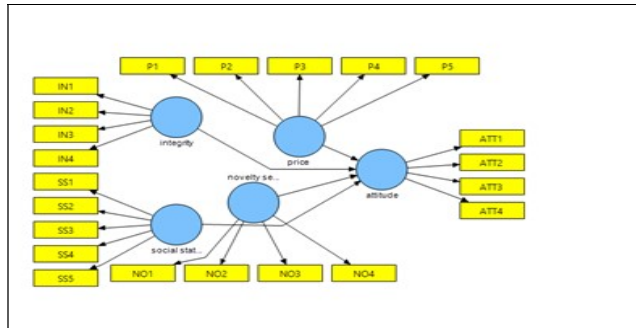 P1 P2 P3 P4 P5
IN1
IN2
IN3
IN4
integrity
price
ATT1
ATT2
ATT3
ATT4
novelty se...
attitude
SS1
SS2
SS3
SS4
SS5
social stat...
NO1 NO2 NO3 NO4